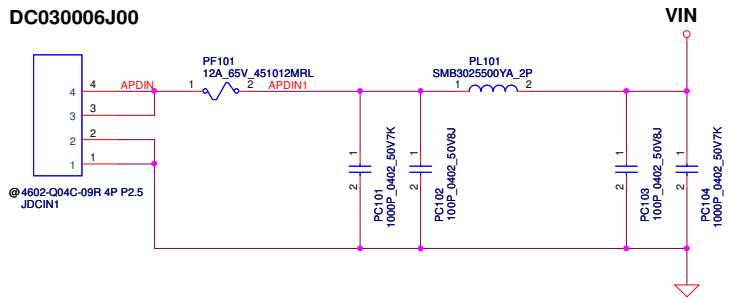 DC030006J00
VIN
PF101
12A_65V_451012MRL
PL101
SMB3025500YA_2P
4
APDIN
1
2
APDIN1
1
2
4
3
3
2
2
1
1
@4602-Q04C-09R 4P P2.5
JDCIN1
1
2
PC101
1000P_0402_50V7K
1
2
PC102
100P_0402_50V8J
1
2
PC103
100P_0402_50V8J
1
2
PC104
1000P_0402_50V7K